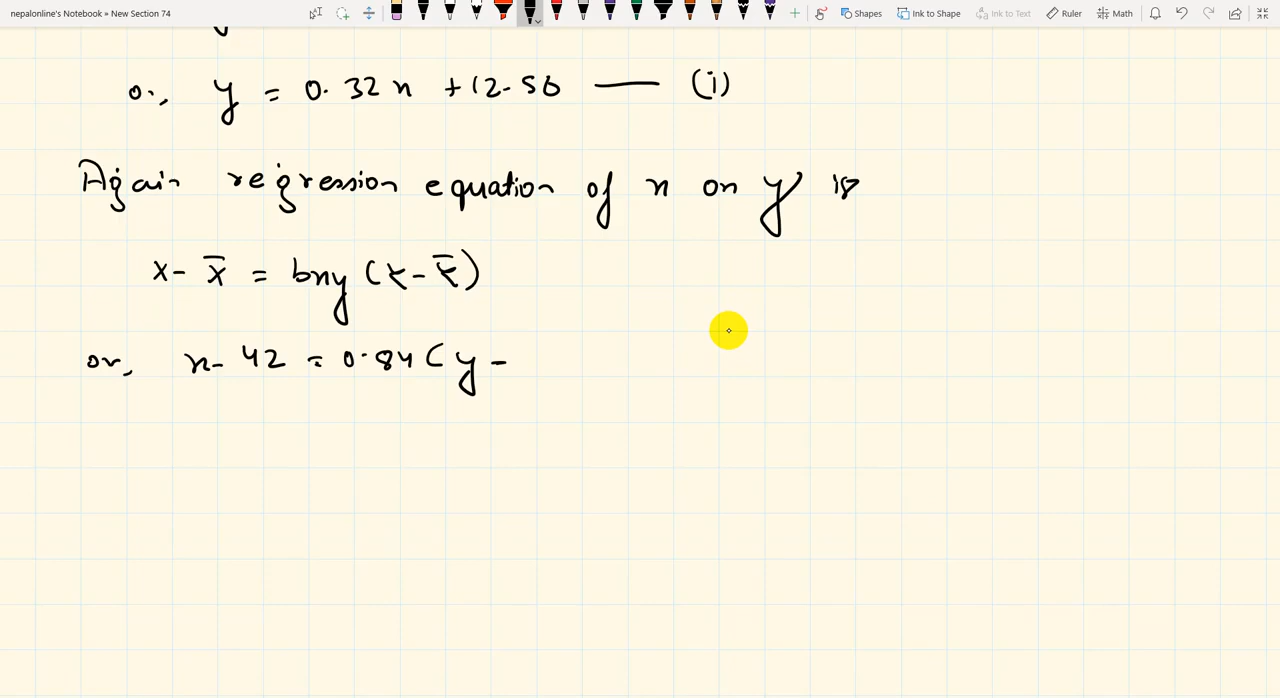 nepalonline's Notebook » New Section 74
Shapes Ink to Shape Ink to Text Ruler Math
or, y = 0.32 x + 12.56 —— (i)
Again regression equation of x on y is
x - x̄ = bxy (Y - Ȳ)
or, x - 42 = 0.84 ( y -